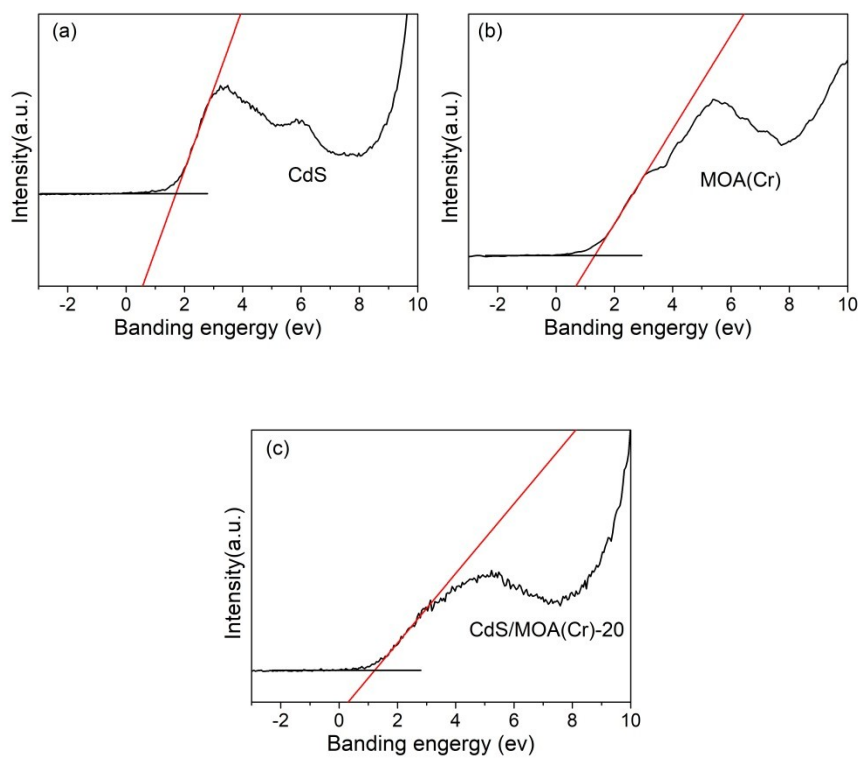 (a)
Intensity(a.u.)
CdS
-2 0 2 4 6 8 10
Banding engergy (ev)
(b)
Intensity(a.u.)
MOA(Cr)
-2 0 2 4 6 8 10
Banding engergy (ev)
(c)
Intensity(a.u.)
CdS/MOA(Cr)-20
-2 0 2 4 6 8 10
Banding engergy (ev)